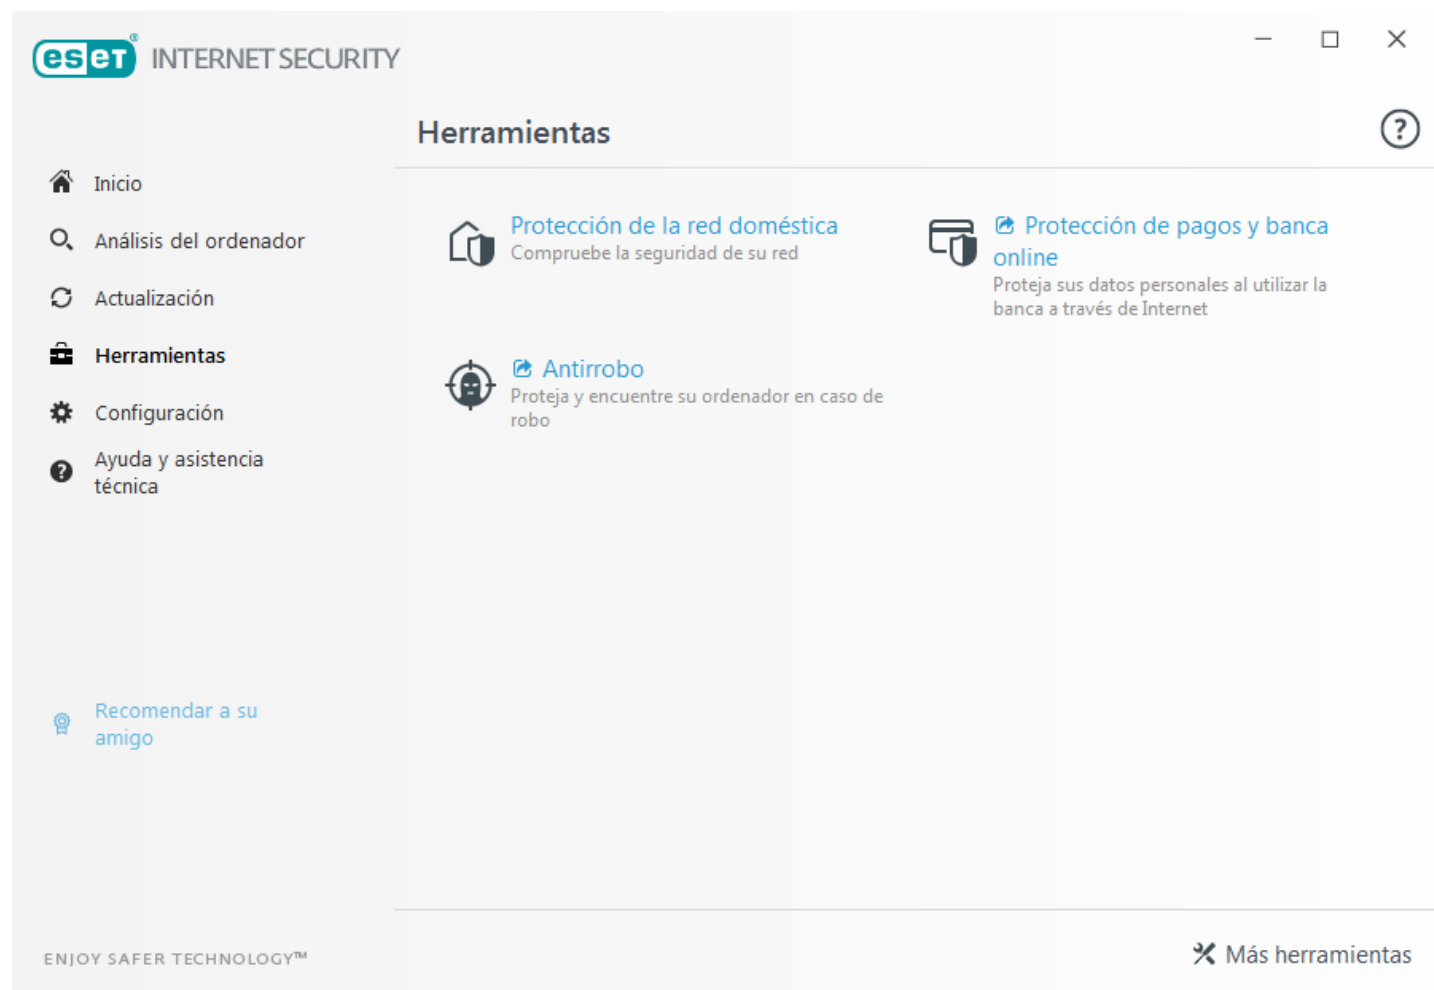 eset® INTERNET SECURITY
Herramientas
Inicio
Análisis del ordenador
Actualización
Herramientas
Configuración
Ayuda y asistencia
técnica
Recomendar a su
amigo
Protección de la red doméstica
Compruebe la seguridad de su red
Protección de pagos y banca
online
Proteja sus datos personales al utilizar la
banca a través de Internet
Antirrobo
Proteja y encuentre su ordenador en caso de
robo
ENJOY SAFER TECHNOLOGY™
Más herramientas